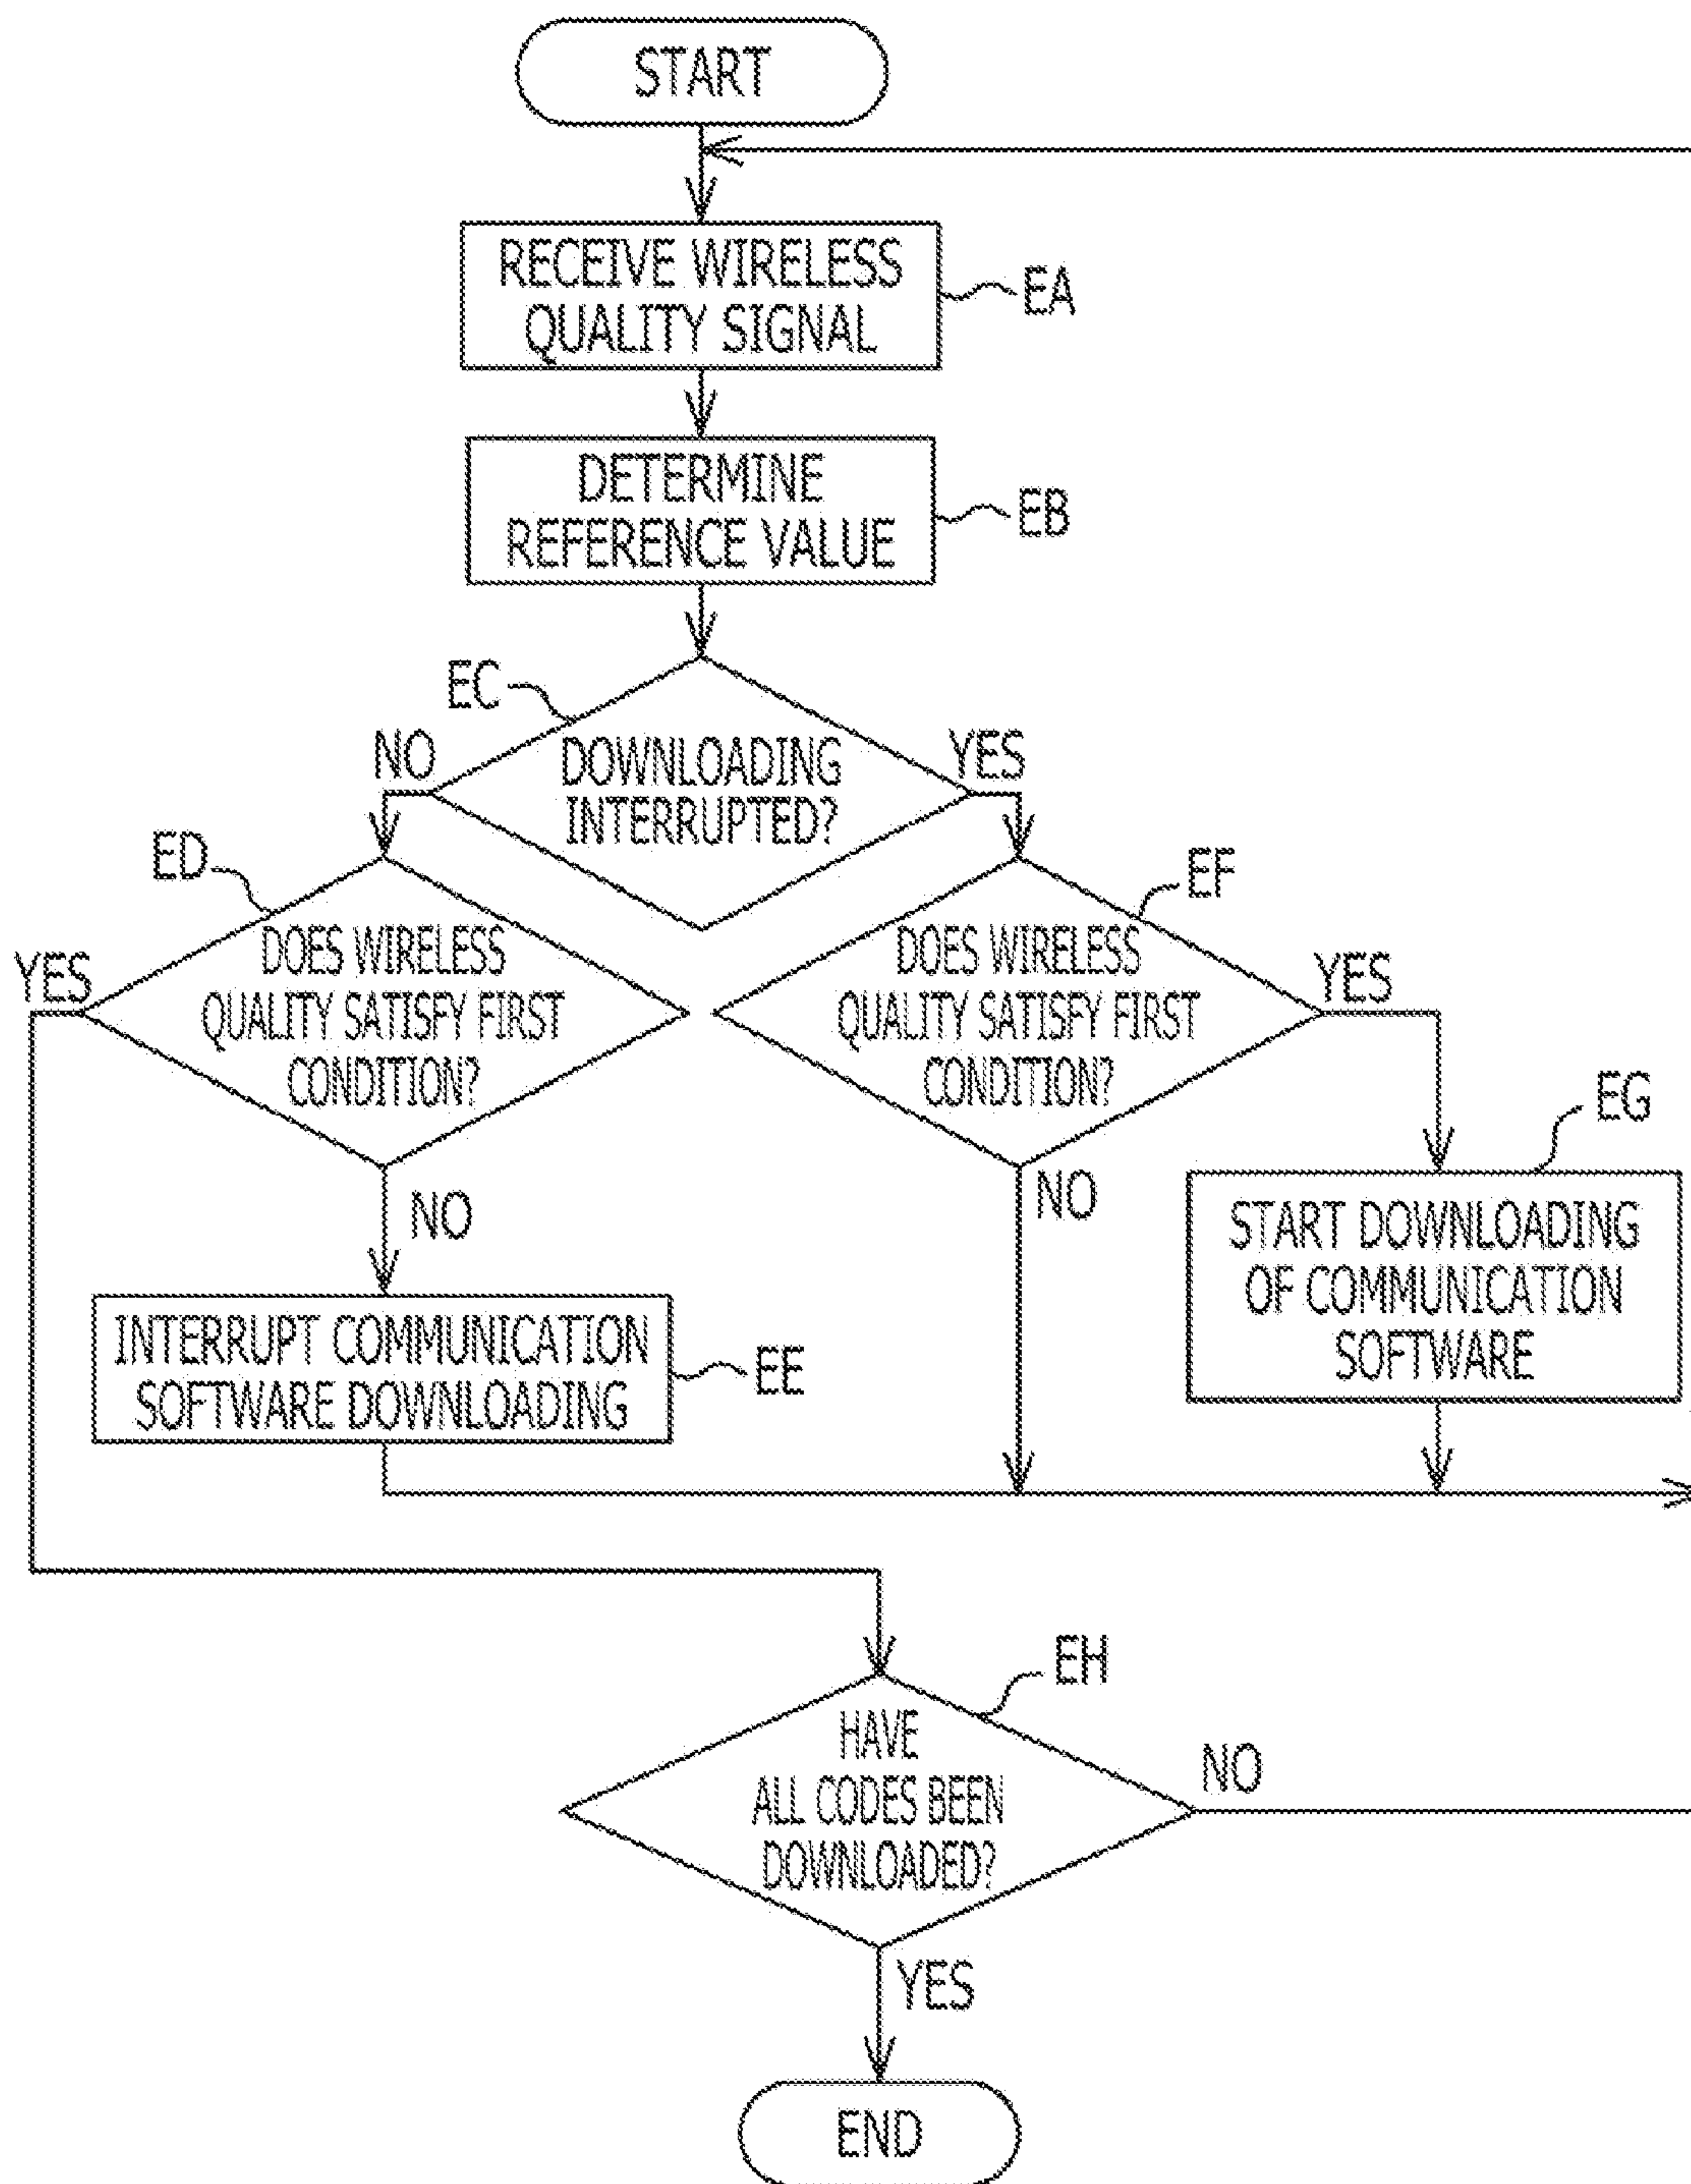 START
RECEIVE WIRELESS
QUALITY SIGNAL
EA
DETERMINE
REFERENCE VALUE
EB
EC
NO
DOWNLOADING
INTERRUPTED?
YES
ED
EF
YES
DOES WIRELESS
QUALITY SATISFY FIRST
CONDITION?
DOES WIRELESS
QUALITY SATISFY FIRST
CONDITION?
YES
NO
NO
EG
START DOWNLOADING
OF COMMUNICATION
SOFTWARE
INTERRUPT COMMUNICATION
SOFTWARE DOWNLOADING
EE
EH
HAVE
ALL CODES BEEN
DOWNLOADED?
NO
YES
END